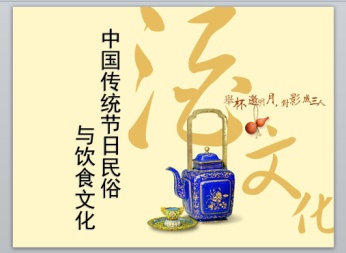 中国传统节日民俗
与饮食文化
酒文化
举杯邀明月，对影成三人